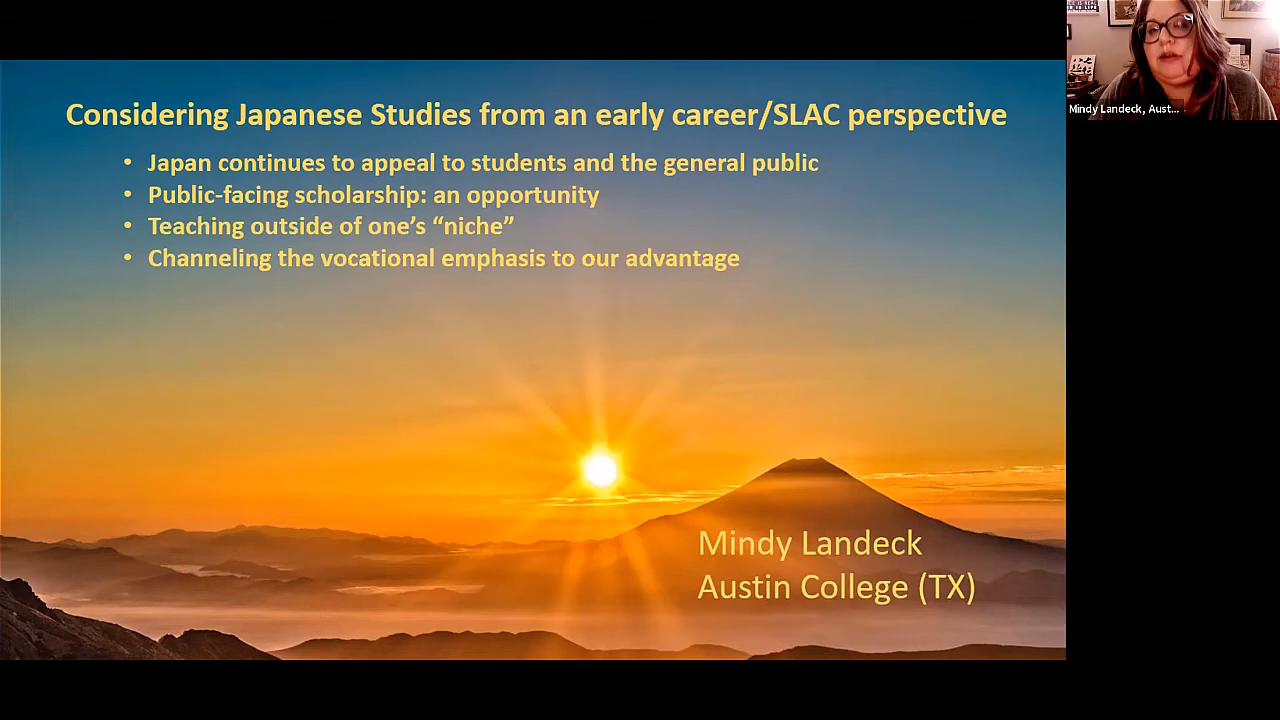 Considering Japanese Studies from an early career/SLAC perspective
• Japan continues to appeal to students and the general public
• Public-facing scholarship: an opportunity
• Teaching outside of one’s “niche”
• Channeling the vocational emphasis to our advantage
Mindy Landeck
Austin College (TX)
Mindy Landeck, Aust...